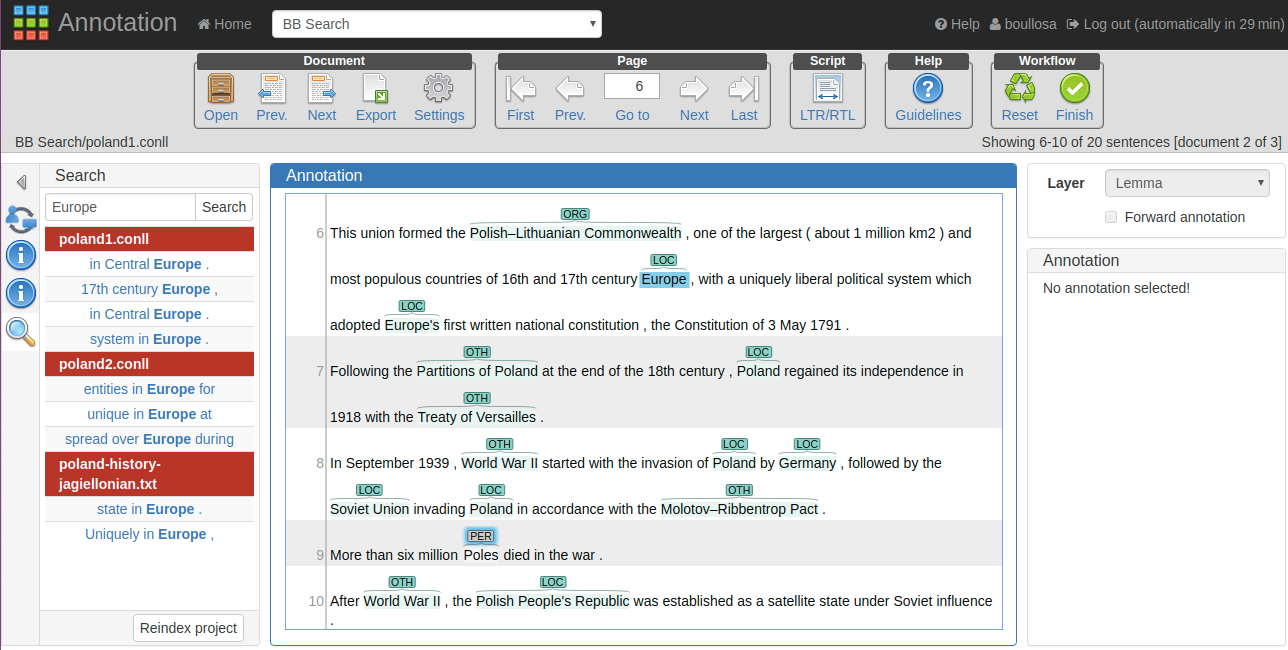 Annotation Home BB Search Help boullosa Log out (automatically in 29 min)
Document Page Script Help Workflow
6
Open Prev. Next Export Settings First Prev. Go to Next Last LTR/RTL Guidelines Reset Finish
BB Search/poland1.conll Showing 6-10 of 20 sentences [document 2 of 3]
Search
Europe Search
poland1.conll
in Central Europe .
17th century Europe ,
in Central Europe .
system in Europe .
poland2.conll
entities in Europe for
unique in Europe at
spread over Europe during
poland-history-
jagiellonian.txt
state in Europe .
Uniquely in Europe ,
Reindex project
Annotation
ORG
6 This union formed the Polish–Lithuanian Commonwealth , one of the largest ( about 1 million km2 ) and
LOC
most populous countries of 16th and 17th century Europe , with a uniquely liberal political system which
LOC
adopted Europe's first written national constitution , the Constitution of 3 May 1791 .
OTH LOC
7 Following the Partitions of Poland at the end of the 18th century , Poland regained its independence in
OTH
1918 with the Treaty of Versailles .
OTH LOC LOC
8 In September 1939 , World War II started with the invasion of Poland by Germany , followed by the
LOC LOC OTH
Soviet Union invading Poland in accordance with the Molotov–Ribbentrop Pact .
PER
9 More than six million Poles died in the war .
OTH LOC
10 After World War II , the Polish People's Republic was established as a satellite state under Soviet influence
.
Layer Lemma
Forward annotation
Annotation
No annotation selected!